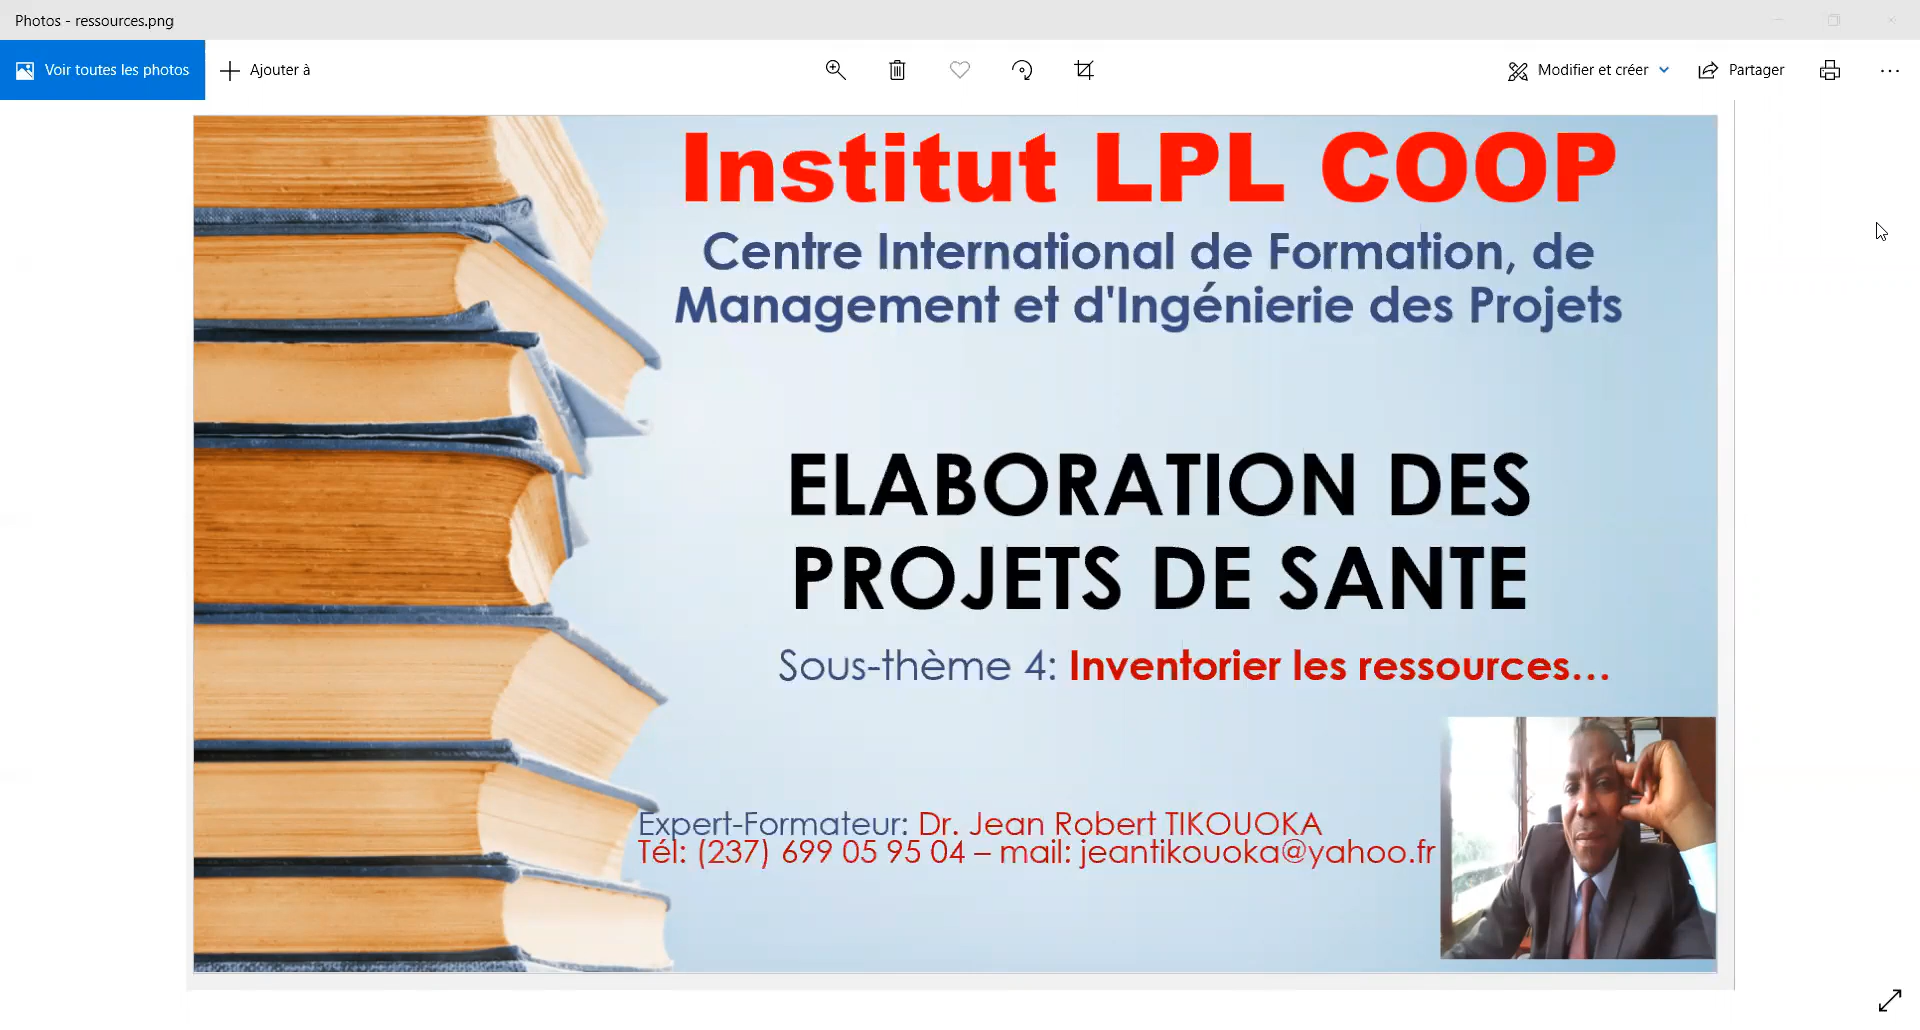 Photos - ressources.png
Voir toutes les photos
Ajouter à
Modifier et créer
Partager
Institut LPL COOP
Centre International de Formation, de
Management et d'Ingénierie des Projets
ELABORATION DES
PROJETS DE SANTE
Sous-thème 4: Inventorier les ressources...
Expert-Formateur: Dr. Jean Robert TIKOUOKA
Tél: (237) 699 05 95 04 – mail: jeantikouoka@yahoo.fr